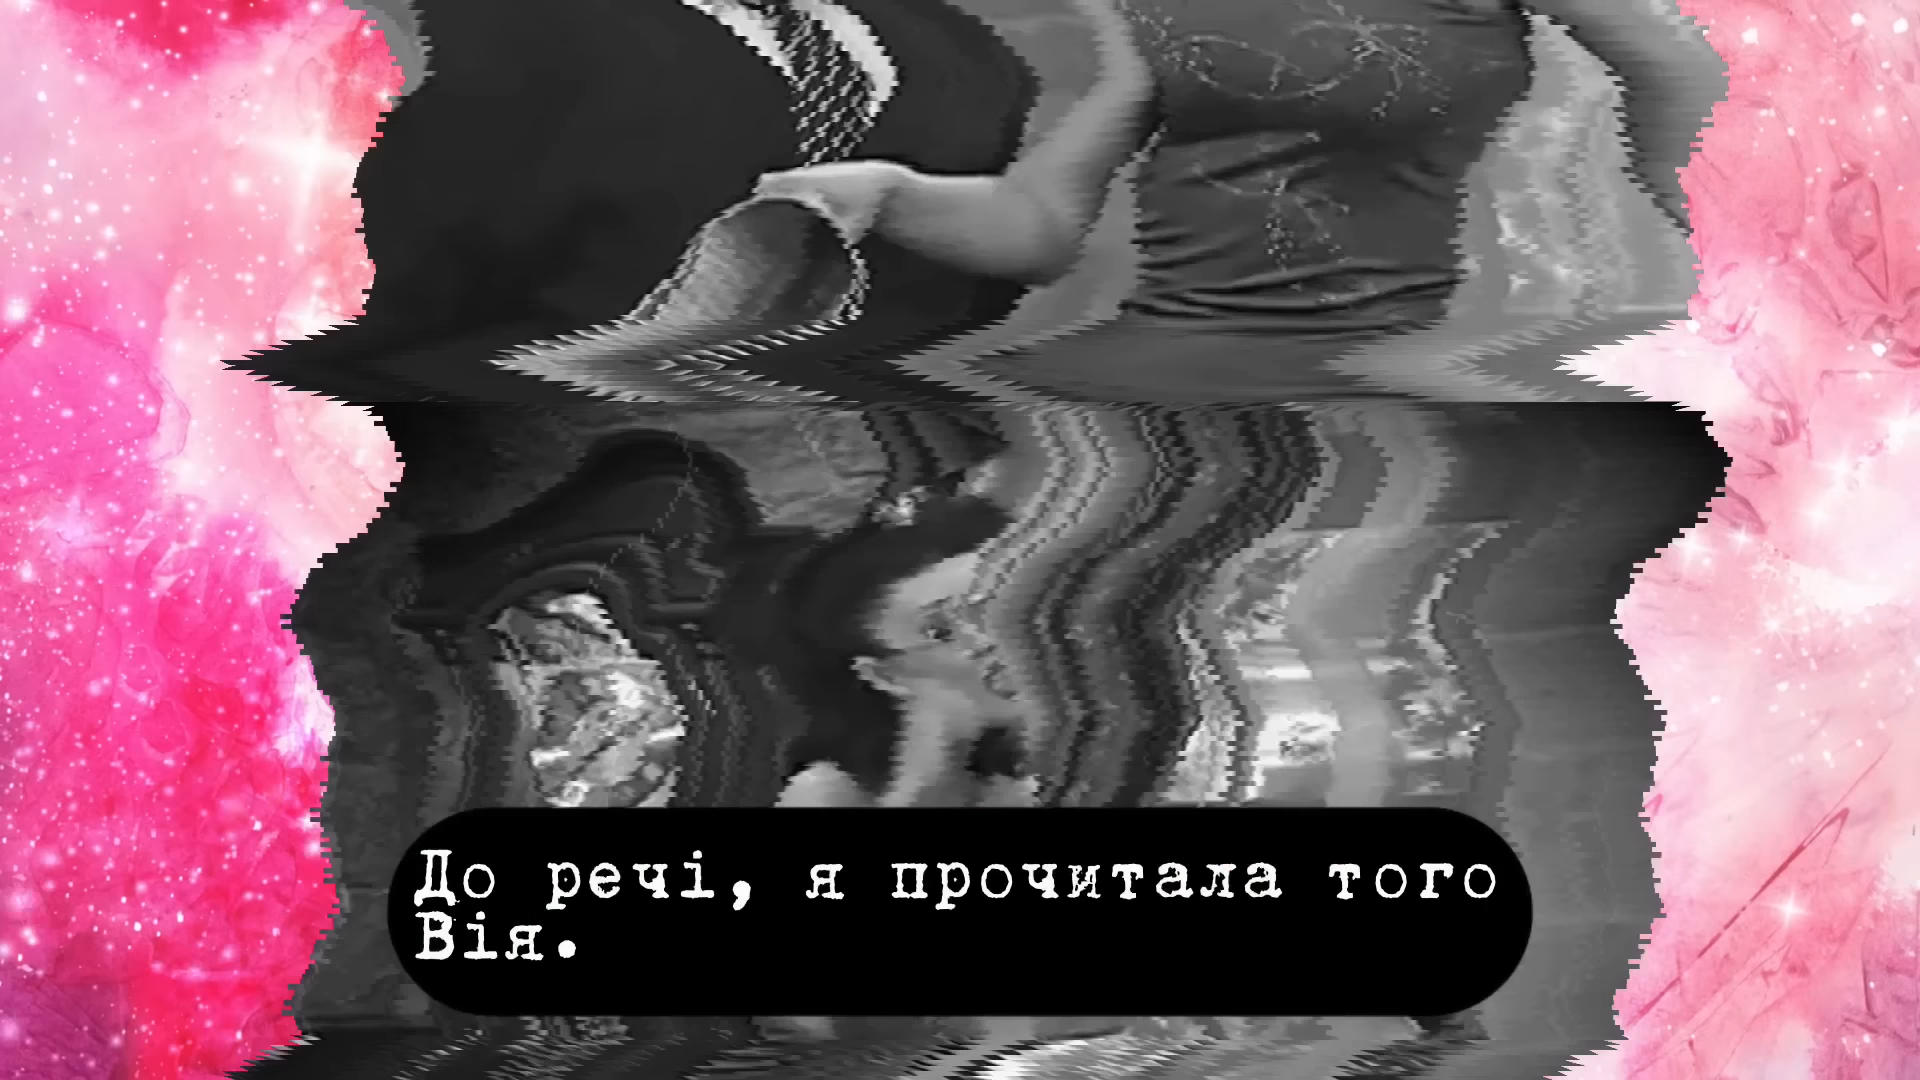 До речі, я прочитала того
Вія.